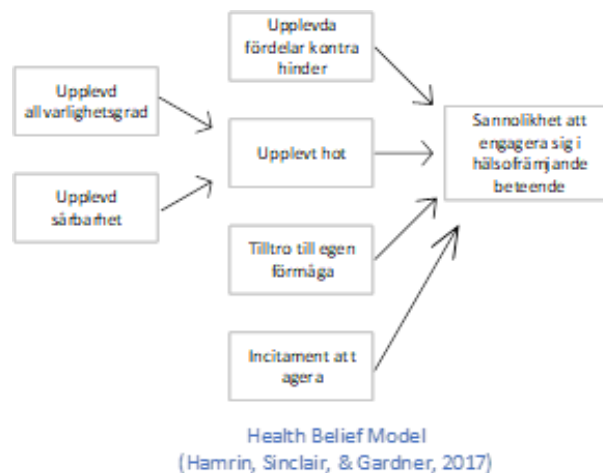 Upplevda
fördelar kontra
hinder
Upplevd
allvarlighetsgrad
Sannolikhet att
engagera sig i
hälsofrämjande
beteende
Upplevt hot
Upplevd
sårbarhet
Tilltro till egen
förmåga
Incitament att
agera
Health Belief Model
(Hamrin, Sinclair, & Gardner, 2017)